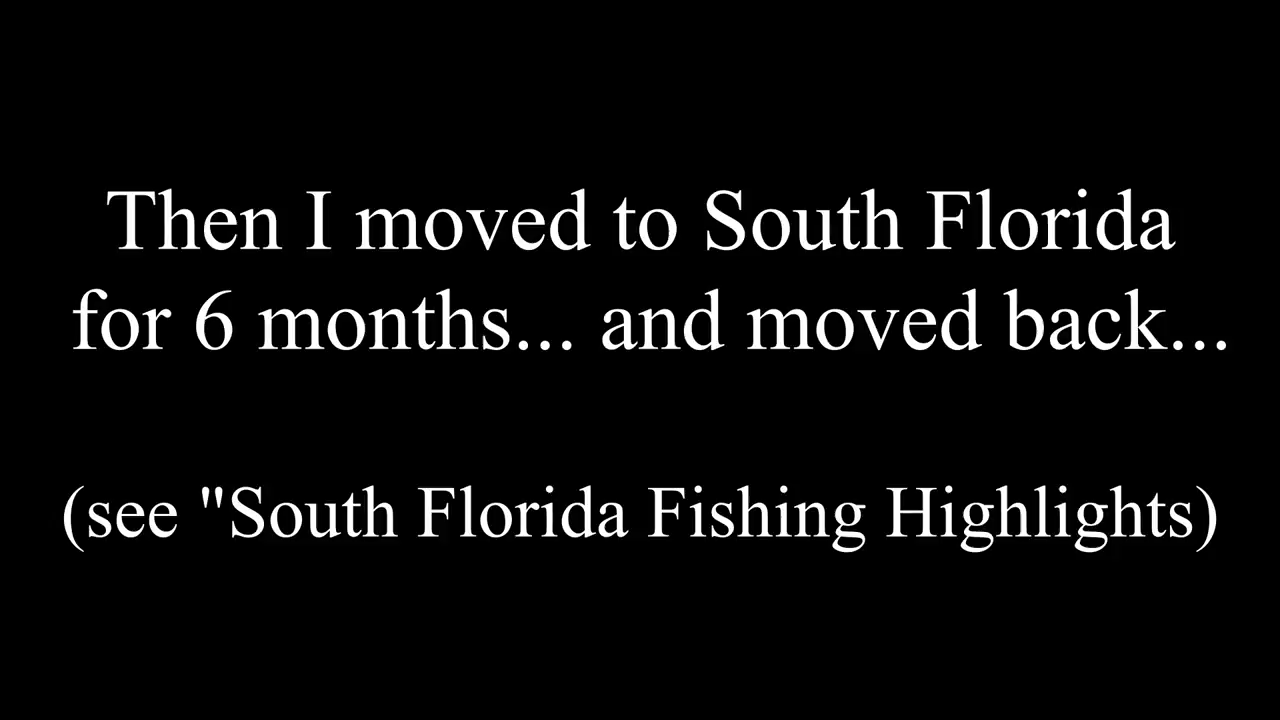 Then I moved to South Florida
for 6 months... and moved back...
(see "South Florida Fishing Highlights)